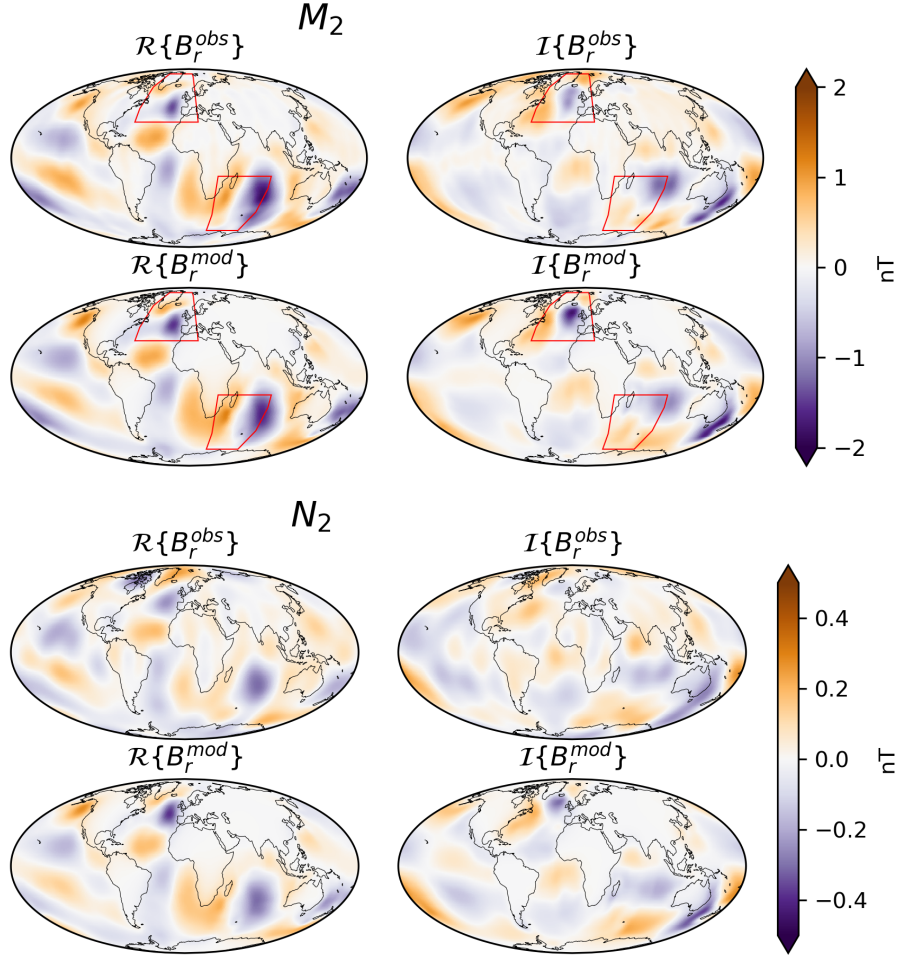 M₂
ℛ{B_r^{obs}}
ℐ{B_r^{obs}}
2
1
0
−1
−2
nT
ℛ{B_r^{mod}}
ℐ{B_r^{mod}}
N₂
ℛ{B_r^{obs}}
ℐ{B_r^{obs}}
0.4
0.2
0.0
−0.2
−0.4
nT
ℛ{B_r^{mod}}
ℐ{B_r^{mod}}